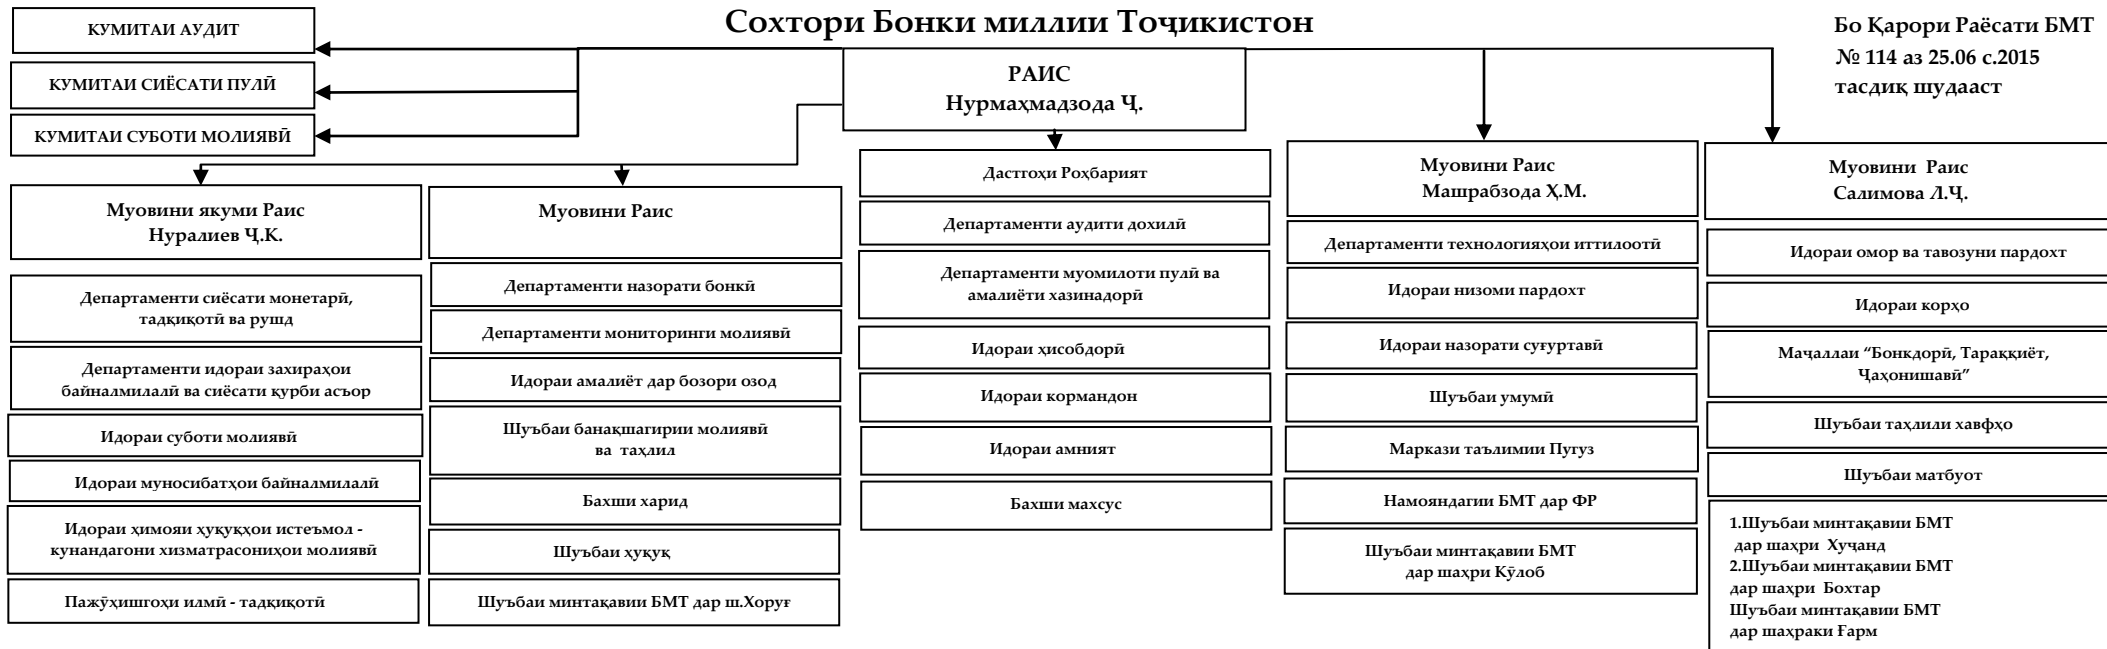 Сохтори Бонки миллии Тоҷикистон
Бо Қарори Раёсати БМТ
№ 114 аз 25.06 с.2015
тасдиқ шудааст
КУМИТАИ АУДИТ
КУМИТАИ СИЁСАТИ ПУЛӢ
КУМИТАИ СУБОТИ МОЛИЯВӢ
РАИС
Нурмаҳмадзода Ҷ.
Муовини якуми Раис
Нуралиев Ҷ.К.
Департаменти сиёсати монетарӣ,
тадқиқотӣ ва рушд
Департаменти идораи захираҳои
байналмилалӣ ва сиёсати қурби асъор
Идораи суботи молиявӣ
Идораи муносибатҳои байналмилалӣ
Идораи ҳимояи ҳуқуқҳои истеъмол -
кунандагони хизматрасониҳои молиявӣ
Пажӯҳишгоҳи илмӣ - тадқиқотӣ
Муовини Раис
Департаменти назорати бонкӣ
Департаменти мониторинги молиявӣ
Идораи амалиёт дар бозори озод
Шуъбаи банақшагирии молиявӣ
ва таҳлил
Бахши харид
Шуъбаи ҳуқуқ
Шуъбаи минтақавии БМТ дар ш.Хоруғ
Дастгоҳи Роҳбарият
Департаменти аудити дохилӣ
Департаменти муомилоти пулӣ ва
амалиёти хазинадорӣ
Идораи ҳисобдорӣ
Идораи кормандон
Идораи амният
Бахши махсус
Муовини Раис
Машрабзода Ҳ.М.
Департаменти технологияҳои иттилоотӣ
Идораи низоми пардохт
Идораи назорати суғуртавӣ
Шуъбаи умумӣ
Маркази таълимии Пугуз
Намояндагии БМТ дар ФР
Шуъбаи минтақавии БМТ
дар шаҳри Кӯлоб
Муовини Раис
Салимова Л.Ҷ.
Идораи омор ва тавозуни пардохт
Идораи корҳо
Маҷаллаи “Бонкдорӣ, Тараққиёт,
Ҷаҳонишавӣ”
Шуъбаи таҳлили хавфҳо
Шуъбаи матбуот
1.Шуъбаи минтақавии БМТ
дар шаҳри Хуҷанд
2.Шуъбаи минтақавии БМТ
дар шаҳри Бохтар
Шуъбаи минтақавии БМТ
дар шаҳраки Ғарм